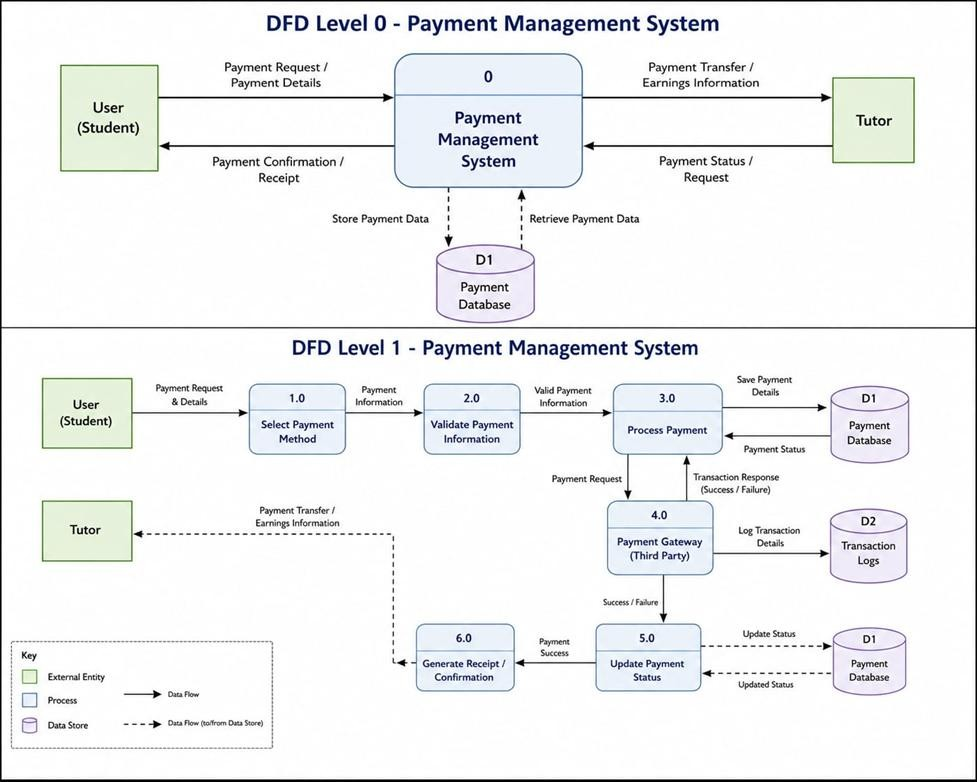 DFD Level 0 - Payment Management System
User
(Student)
Payment Request /
Payment Details
Payment Confirmation /
Receipt
0
Payment
Management
System
Payment Transfer /
Earnings Information
Payment Status /
Request
Tutor
Store Payment Data
Retrieve Payment Data
D1
Payment
Database
DFD Level 1 - Payment Management System
User
(Student)
Payment Request
& Details
1.0
Select Payment
Method
Payment
Information
2.0
Validate Payment
Information
Valid Payment
Information
3.0
Process Payment
Save Payment
Details
Payment Status
D1
Payment
Database
Payment Request
Transaction Response
(Success / Failure)
Tutor
Payment Transfer /
Earnings Information
4.0
Payment Gateway
(Third Party)
Log Transaction
Details
D2
Transaction
Logs
Success / Failure
6.0
Generate Receipt /
Confirmation
Payment
Success
5.0
Update Payment
Status
Update Status
Updated Status
D1
Payment
Database
Key
External Entity
Process
Data Flow
Data Store
Data Flow (to/from Data Store)